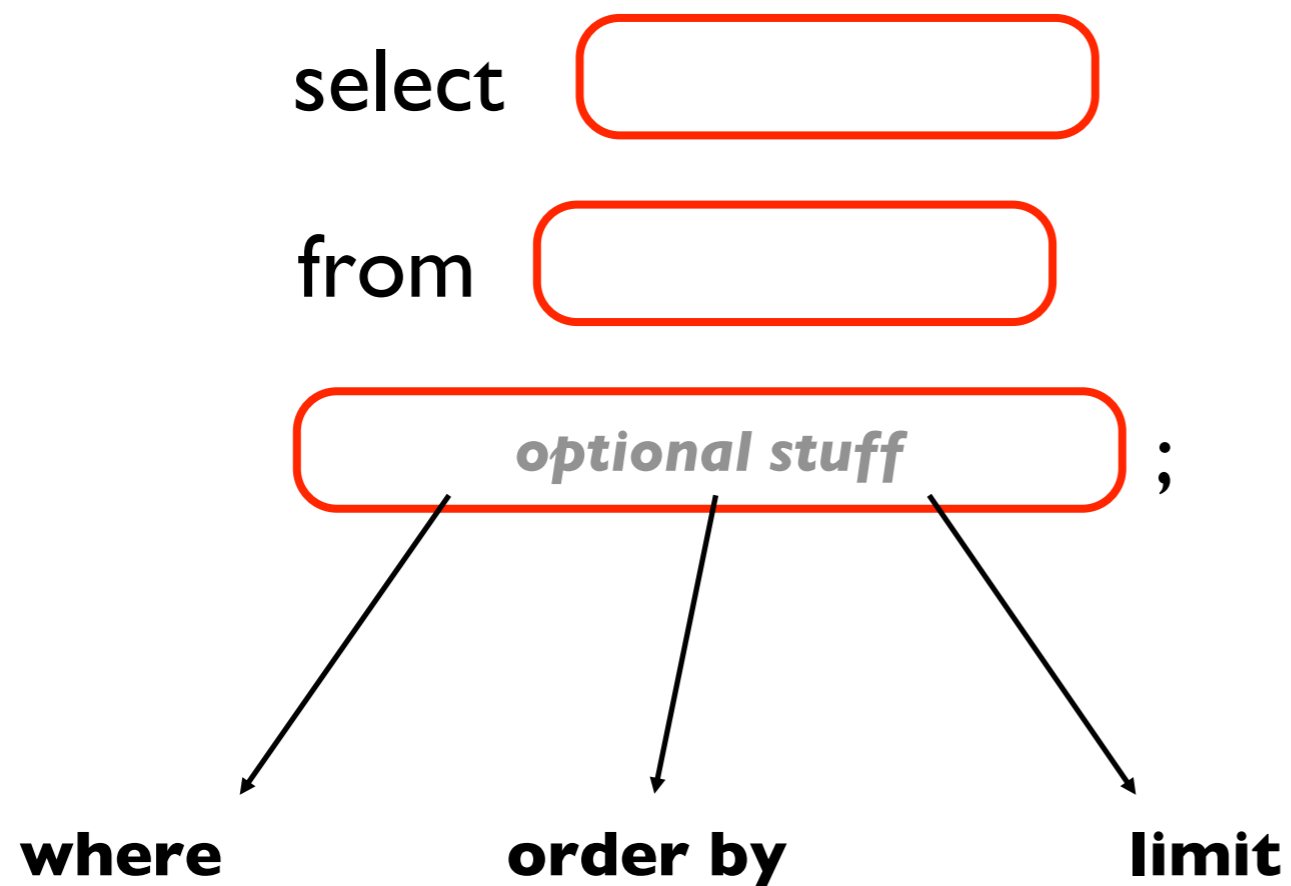 select
from
optional stuff ;
where order by limit